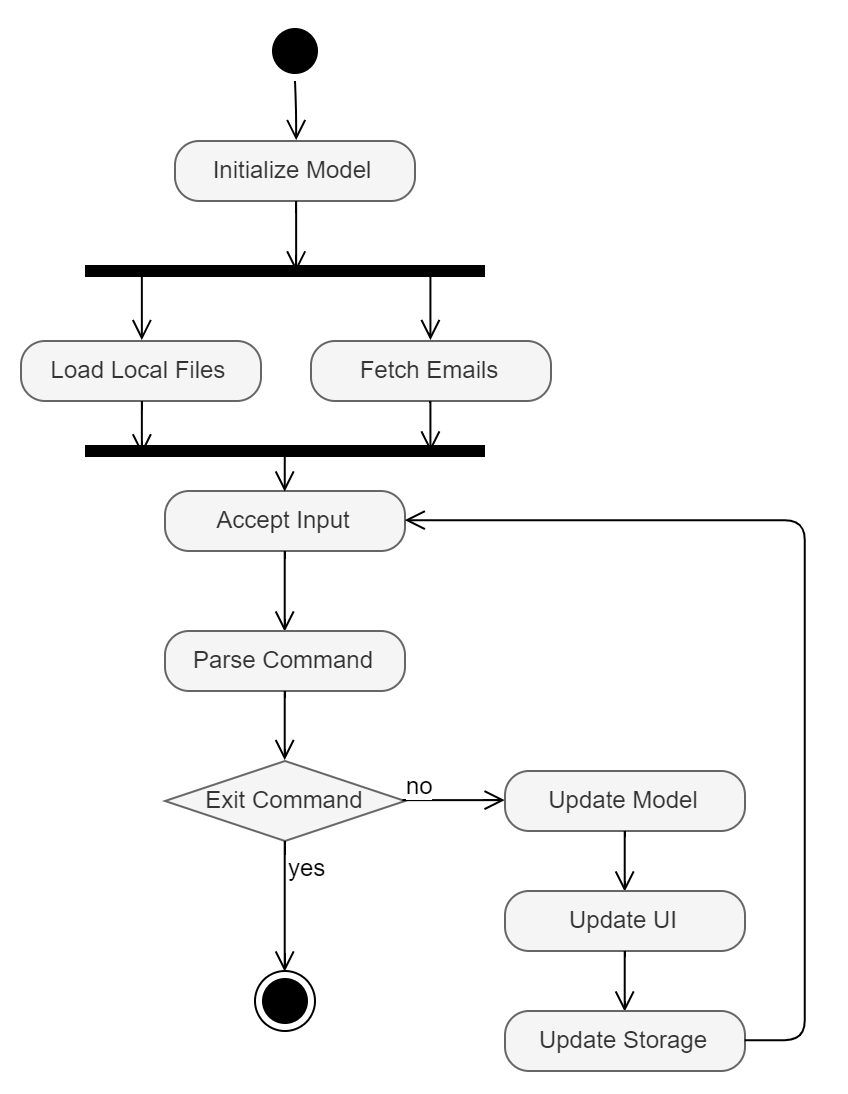 Initialize Model
Load Local Files
Fetch Emails
Accept Input
Parse Command
Exit Command
no
Update Model
yes
Update UI
Update Storage